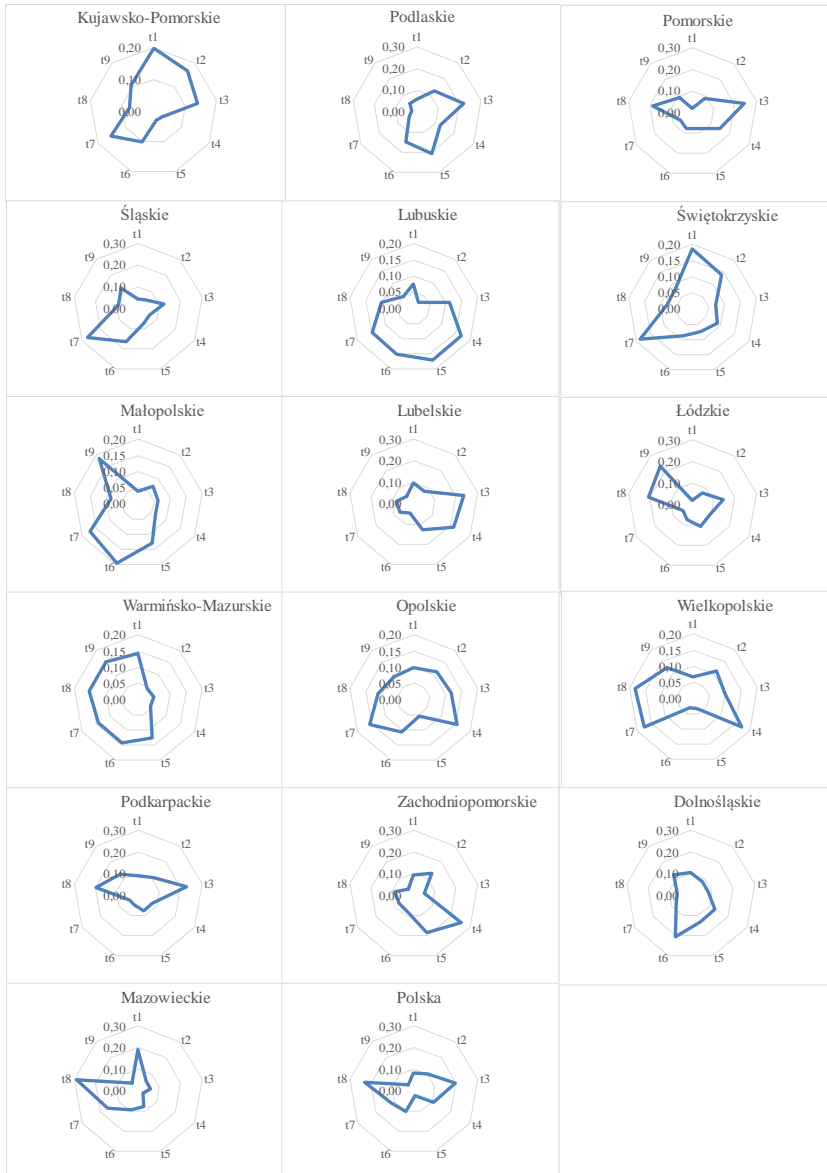 Kujawsko-Pomorskie
t1
0,20
t9
t2
0,10
t8
0,00
t3
t7
t4
t6
t5
Podlaskie
t1
0,30
t9
t2
0,20
0,10
t8
0,00
t3
t7
t4
t6
t5
Pomorskie
t1
0,30
t9
t2
0,20
0,10
t8
0,00
t3
t7
t4
t6
t5
Śląskie
t1
0,30
t9
t2
0,20
0,10
t8
0,00
t3
t7
t4
t6
t5
Lubuskie
t1
0,20
t9
t2
0,15
0,10
0,05
t8
0,00
t3
t7
t4
t6
t5
Świętokrzyskie
t1
0,20
t9
t2
0,15
0,10
0,05
t8
0,00
t3
t7
t4
t6
t5
Małopolskie
t1
0,20
t9
t2
0,15
0,10
0,05
t8
0,00
t3
t7
t4
t6
t5
Lubelskie
t1
0,30
t9
t2
0,20
0,10
t8
0,00
t3
t7
t4
t6
t5
Łódzkie
t1
0,30
t9
t2
0,20
0,10
t8
0,00
t3
t7
t4
t6
t5
Warmińsko-Mazurskie
t1
0,20
t9
t2
0,15
0,10
0,05
t8
0,00
t3
t7
t4
t6
t5
Opolskie
t1
0,20
t9
t2
0,15
0,10
0,05
t8
0,00
t3
t7
t4
t6
t5
Wielkopolskie
t1
0,20
t9
t2
0,15
0,10
0,05
t8
0,00
t3
t7
t4
t6
t5
Podkarpackie
t1
0,30
t9
t2
0,20
0,10
t8
0,00
t3
t7
t4
t6
t5
Zachodniopomorskie
t1
0,30
t9
t2
0,20
0,10
t8
0,00
t3
t7
t4
t6
t5
Dolnośląskie
t1
0,30
t9
t2
0,20
0,10
t8
0,00
t3
t7
t4
t6
t5
Mazowieckie
t1
0,30
t9
t2
0,20
0,10
t8
0,00
t3
t7
t4
t6
t5
Polska
t1
0,30
t9
t2
0,20
0,10
t8
0,00
t3
t7
t4
t6
t5